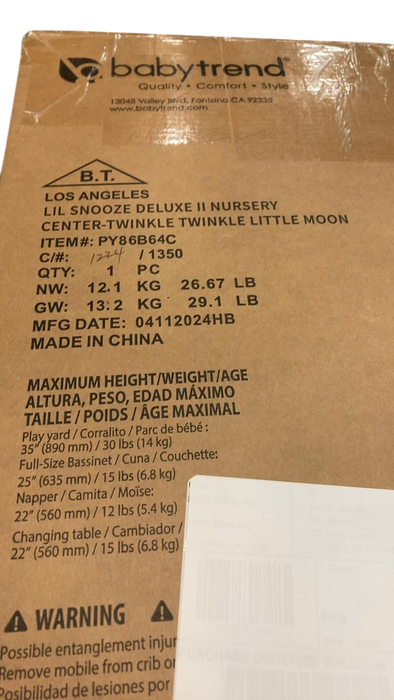 babytrend
Quality • Comfort • Style
13048 Valley Blvd, Fontana CA 92335
www.babytrend.com
B.T.
LOS ANGELES
LIL SNOOZE DELUXE II NURSERY
CENTER-TWINKLE TWINKLE LITTLE MOON
ITEM#: PY86B64C
C/#: 1224 / 1350
QTY: 1 PC
NW: 12.1 KG 26.67 LB
GW: 13.2 KG 29.1 LB
MFG DATE: 04112024HB
MADE IN CHINA
MAXIMUM HEIGHT/WEIGHT/AGE
ALTURA, PESO, EDAD MÁXIMO
TAILLE / POIDS / ÂGE MAXIMAL
Play yard / Corralito / Parc de bébé :
35" (890 mm) / 30 lbs (14 kg)
Full-Size Bassinet / Cuna / Couchette:
25" (635 mm) / 15 lbs (6.8 kg)
Napper / Camita / Moïse:
22" (560 mm) / 12 lbs (5.4 kg)
Changing table / Cambiador /
22" (560 mm) / 15 lbs (6.8 kg)
WARNING
Possible entanglement injur
Remove mobile from crib or
Posibilidad de lesiones por